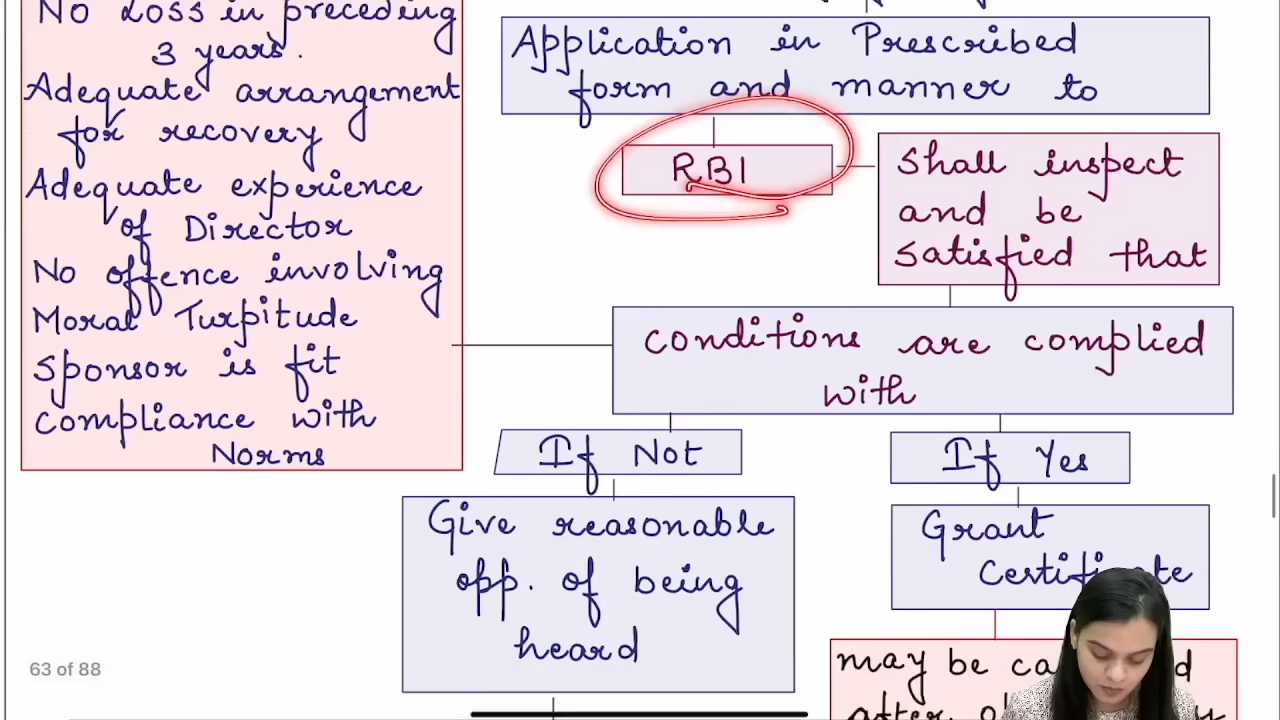 No Loss in preceding
3 years.
Adequate arrangement
for recovery
Adequate experience
of Director
No offence involving
Moral Turpitude
Sponsor is fit
compliance with
Norms
Application in Prescribed
form and manner to
RBI
Shall inspect
and be
satisfied that
conditions are complied
with
If Not
If Yes
Give reasonable
opp. of being
heard
Grant
Certificate
may be
after
63 of 88